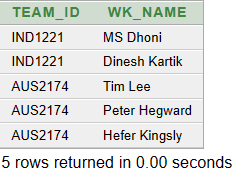 TEAM_ID WK_NAME
IND1221 MS Dhoni
IND1221 Dinesh Kartik
AUS2174 Tim Lee
AUS2174 Peter Hegward
AUS2174 Hefer Kingsly
5 rows returned in 0.00 seconds